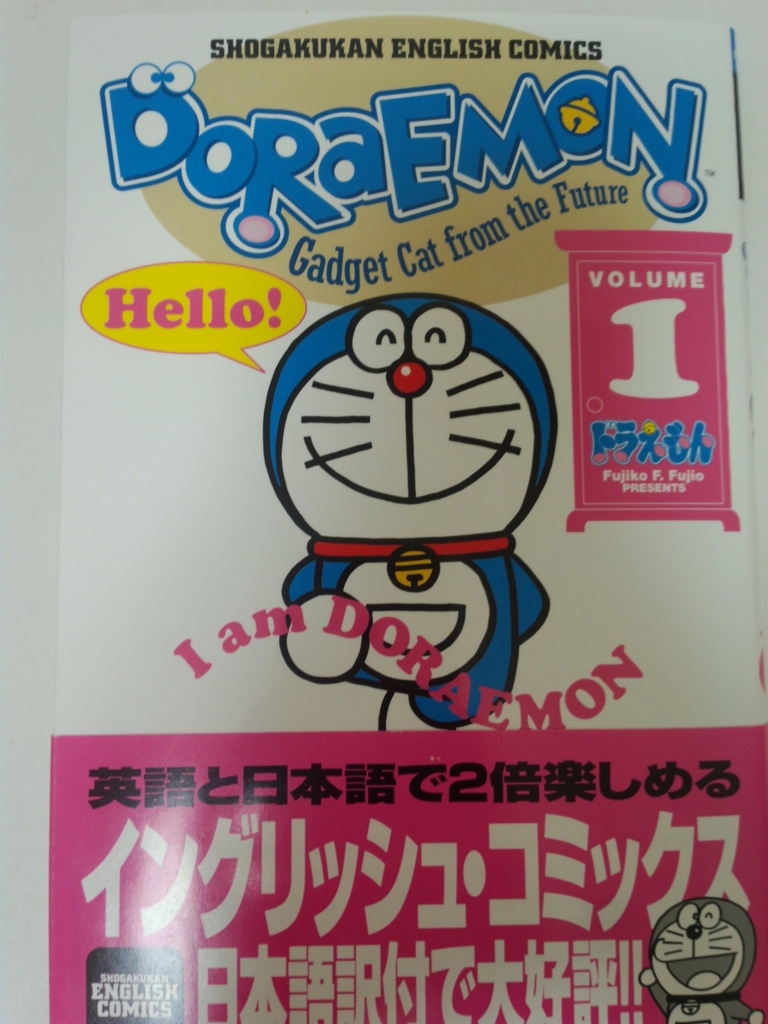 SHOGAKUKAN ENGLISH COMICS
DORAEMON
TM
Gadget Cat from the Future
Hello!
VOLUME
1
ドラえもん
Fujiko F. Fujio
PRESENTS
I am DORAEMON
英語と日本語で2倍楽しめる
イングリッシュ・コミックス
日本語訳付で大好評!!
SHOGAKUKAN
ENGLISH
COMICS